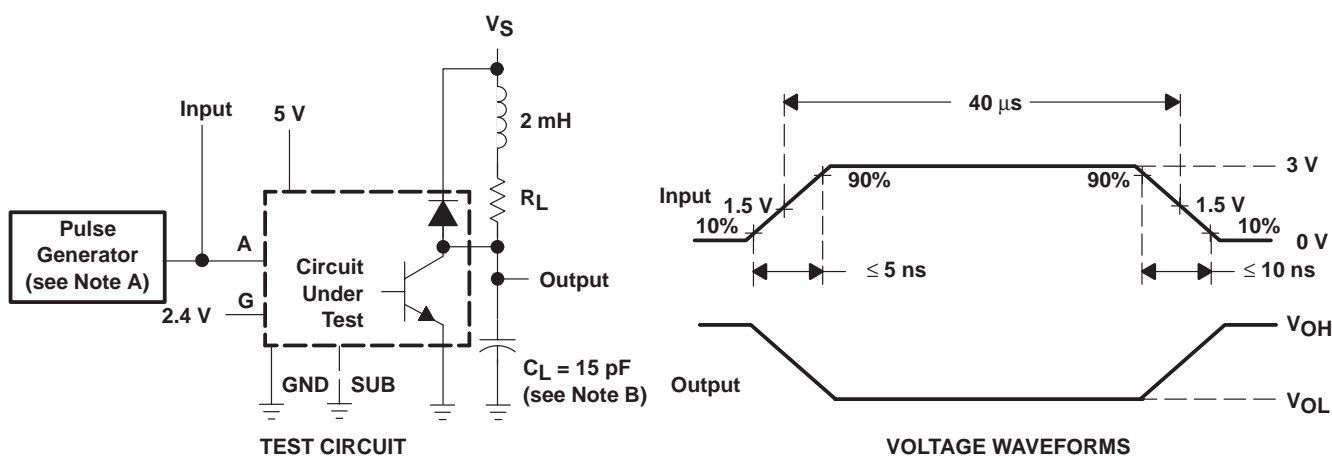 VS
Input
5 V
2 mH
RL
Pulse
Generator
(see Note A)
A
G
2.4 V
Circuit
Under
Test
Output
GND
SUB
CL = 15 pF
(see Note B)
TEST CIRCUIT
40 μs
3 V
90%
90%
Input
1.5 V
1.5 V
10%
10%
0 V
≤ 5 ns
≤ 10 ns
VOH
Output
VOL
VOLTAGE WAVEFORMS